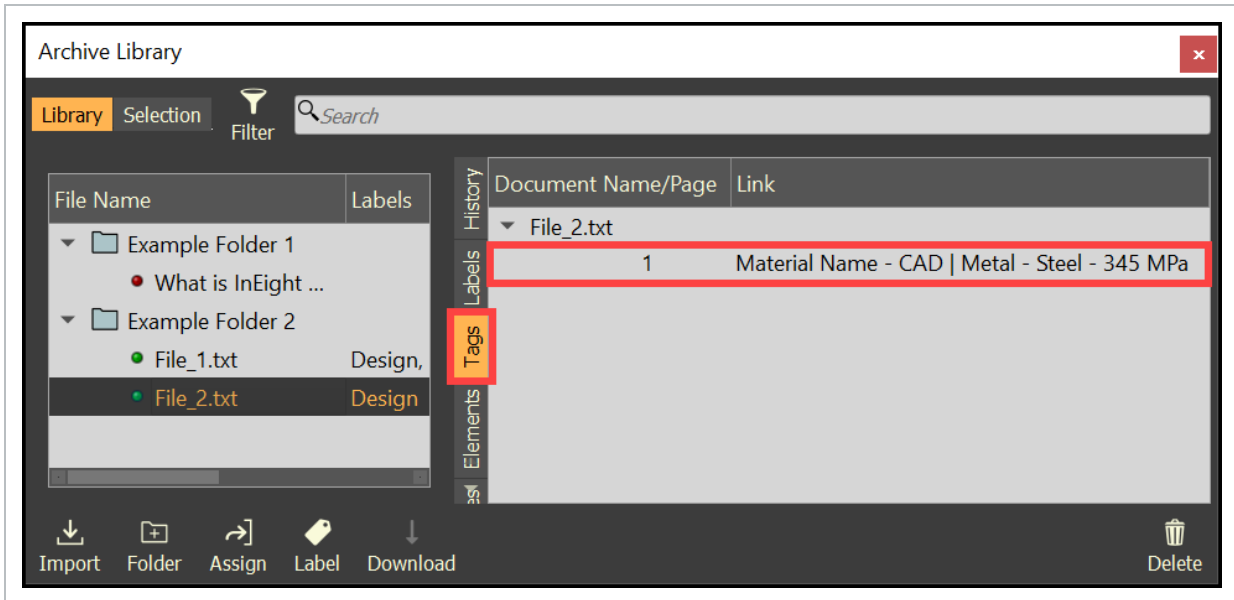 Archive Library
x
Library Selection Filter Search
File Name Labels
Example Folder 1
What is InEight ...
Example Folder 2
File_1.txt Design,
File_2.txt Design
History
Labels
Tags
Elements
es
Document Name/Page Link
File_2.txt
1 Material Name - CAD | Metal - Steel - 345 MPa
Import Folder Assign Label Download Delete